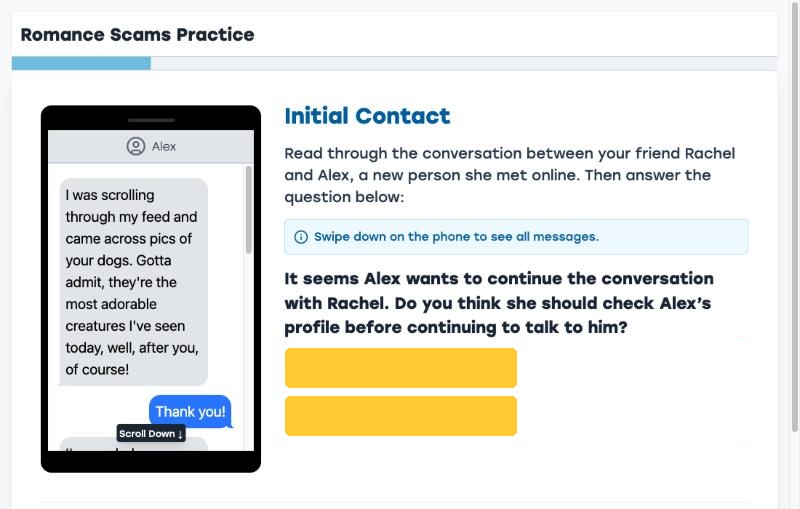 Romance Scams Practice
Alex
I was scrolling
through my feed and
came across pics of
your dogs. Gotta
admit, they're the
most adorable
creatures I've seen
today, well, after you,
of course!
Thank you!
Scroll Down ↓
Initial Contact
Read through the conversation between your friend Rachel
and Alex, a new person she met online. Then answer the
question below:
Swipe down on the phone to see all messages.
It seems Alex wants to continue the conversation
with Rachel. Do you think she should check Alex’s
profile before continuing to talk to him?